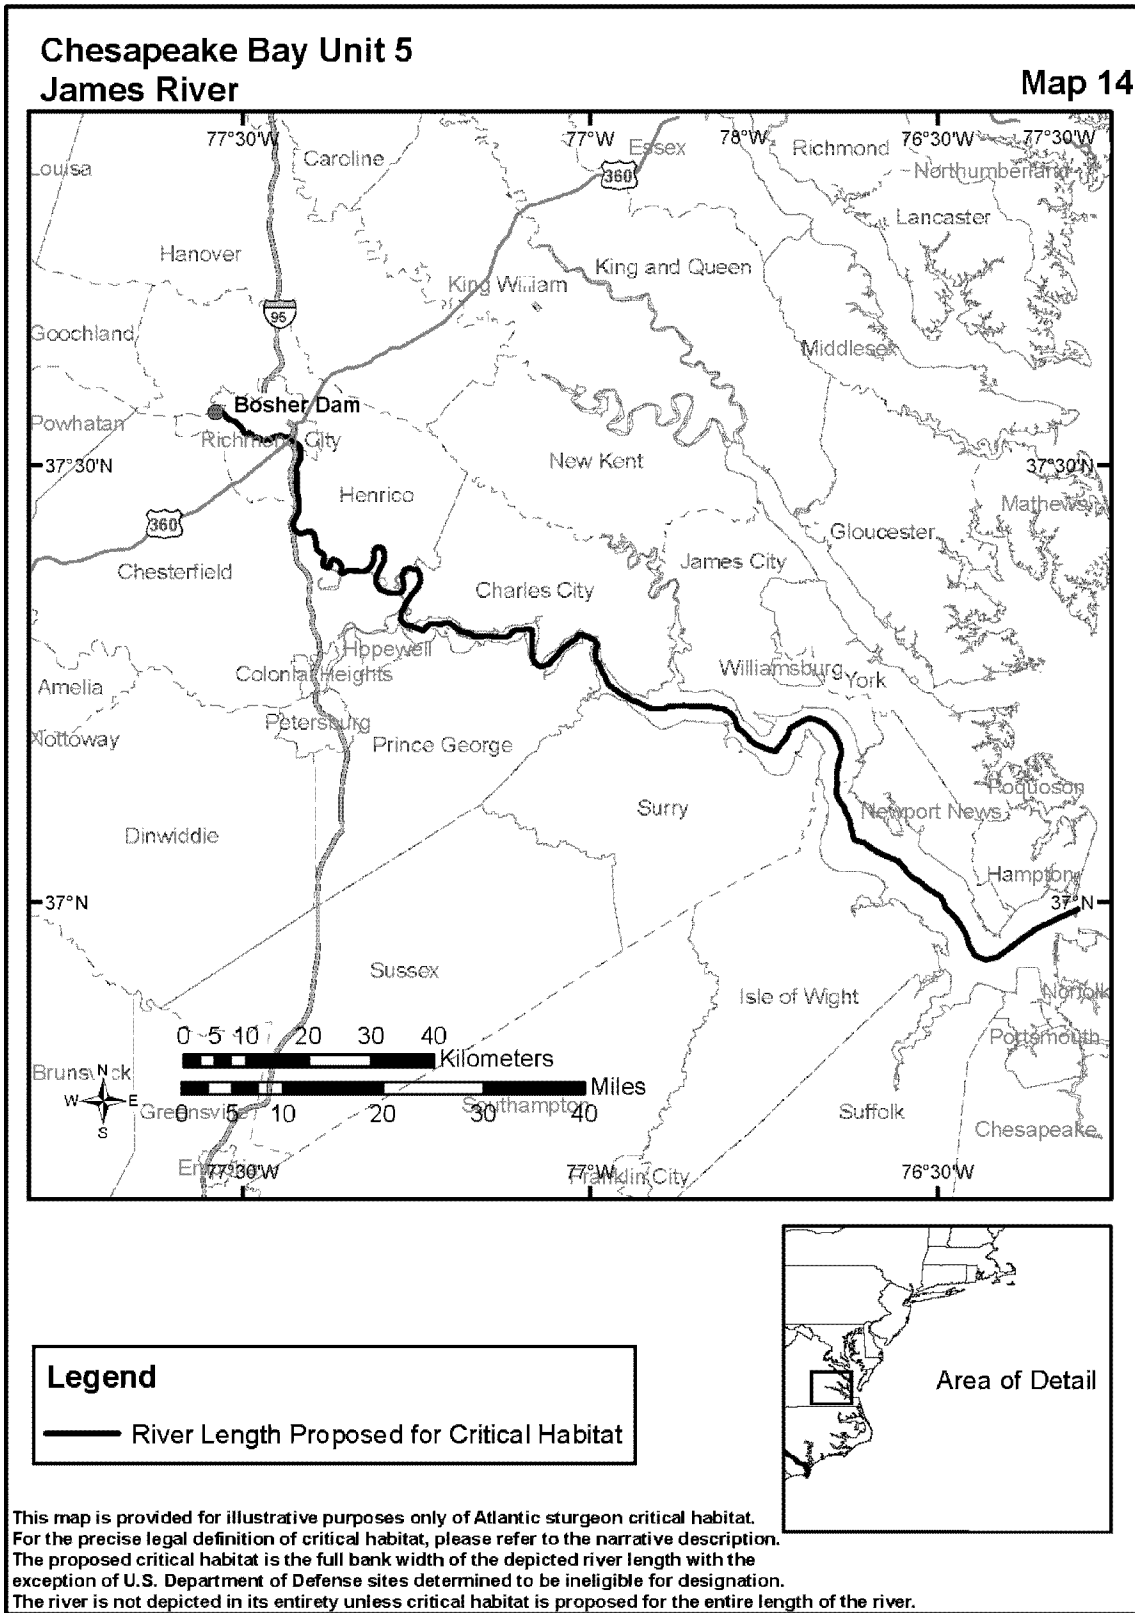 Chesapeake Bay Unit 5
James River
Map 14
77°30'W
77°W
78°W
76°30'W
77°30'W
Louisa
Caroline
Essex
Richmond
360
Northumberland
Lancaster
Hanover
King and Queen
King William
95
Goochland
Middlesex
Bosher Dam
Powhatan
Richmond City
37°30'N
37°30'N
New Kent
Henrico
Mathews
360
Gloucester
Chesterfield
James City
Charles City
Hopewell
Williamsburg
York
Colonial Heights
Amelia
Petersburg
Nottoway
Prince George
Poquoson
Surry
Newport News
Dinwiddie
Hampton
37°N
37°N
Sussex
Isle of Wight
Norfolk
0 5 10 20 30 40
Portsmouth
Kilometers
Brunswick
Miles
N
W E
S
Greensville
0 5 10 20 30 40
Southampton
Suffolk
Chesapeake
77°30'W
77°W
76°30'W
Franklin City
Area of Detail
Legend
River Length Proposed for Critical Habitat
This map is provided for illustrative purposes only of Atlantic sturgeon critical habitat.
For the precise legal definition of critical habitat, please refer to the narrative description.
The proposed critical habitat is the full bank width of the depicted river length with the
exception of U.S. Department of Defense sites determined to be ineligible for designation.
The river is not depicted in its entirety unless critical habitat is proposed for the entire length of the river.